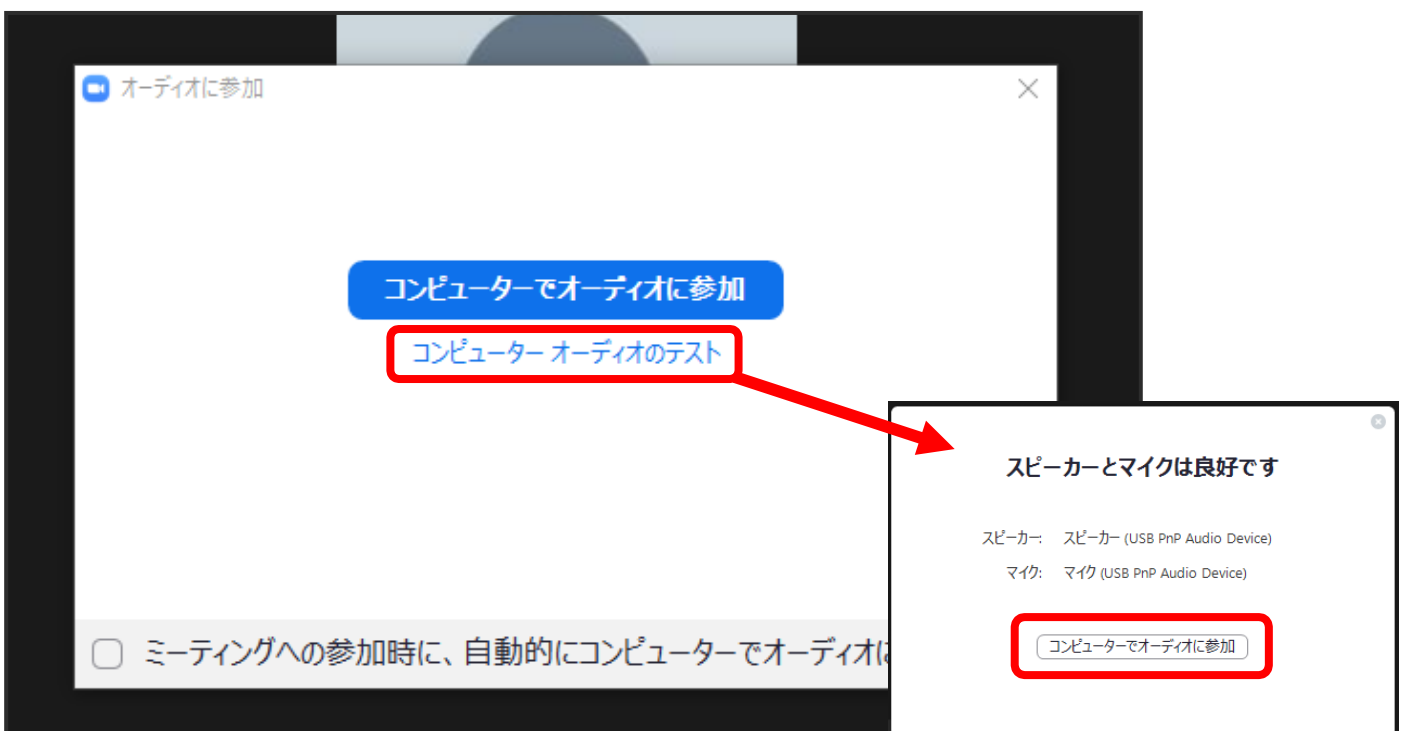 オーディオに参加
コンピューターでオーディオに参加
コンピューター オーディオのテスト
ミーティングへの参加時に、自動的にコンピューターでオーディオに
スピーカーとマイクは良好です
スピーカー: スピーカー (USB PnP Audio Device)
マイク: マイク (USB PnP Audio Device)
コンピューターでオーディオに参加